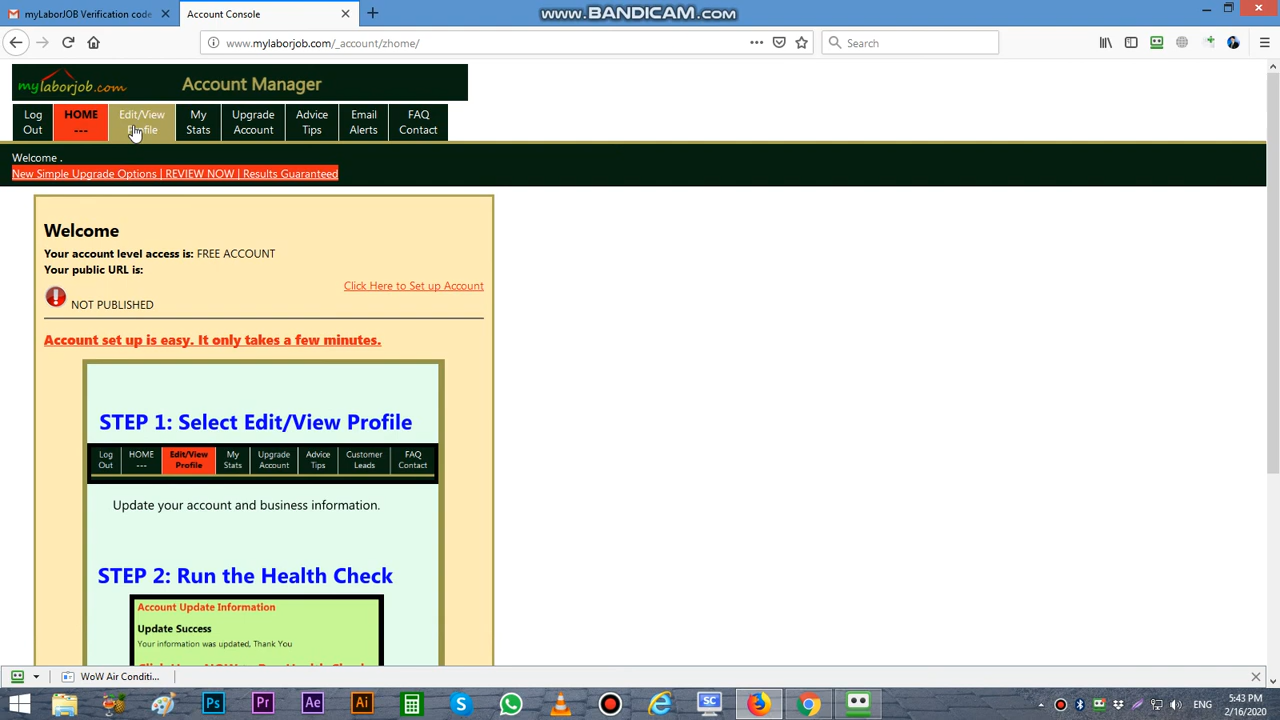 myLaborJOB Verification code
Account Console
www.BANDICAM.com
www.mylaborjob.com/_account/zhome/
Search
mylaborjob.com
Account Manager
Log Out
HOME ---
Edit/View Profile
My Stats
Upgrade Account
Advice Tips
Email Alerts
FAQ Contact
Welcome .
New Simple Upgrade Options | REVIEW NOW | Results Guaranteed
Welcome
Your account level access is: FREE ACCOUNT
Your public URL is:
Click Here to Set up Account
NOT PUBLISHED
Account set up is easy. It only takes a few minutes.
STEP 1: Select Edit/View Profile
Log Out
HOME ---
Edit/View Profile
My Stats
Upgrade Account
Advice Tips
Customer Leads
FAQ Contact
Update your account and business information.
STEP 2: Run the Health Check
Account Update Information
Update Success
Your information was updated, Thank You
WoW Air Conditi...
Ps
Pr
Ae
Ai
SC
ENG
5:43 PM
2/16/2020